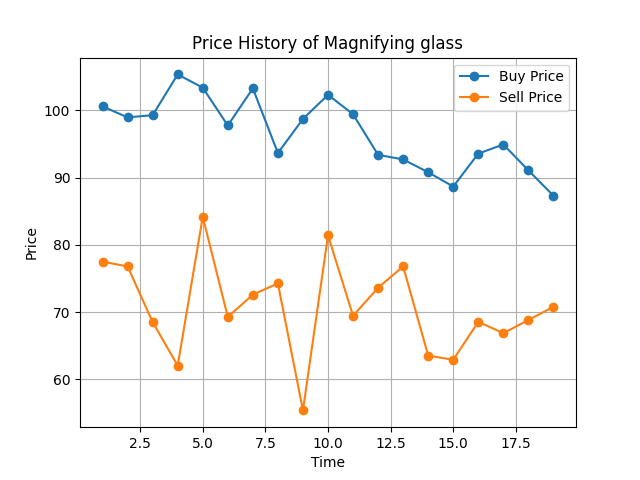 Price History of Magnifying glass
Buy Price
Sell Price
Price
100
90
80
70
60
2.5 5.0 7.5 10.0 12.5 15.0 17.5
Time